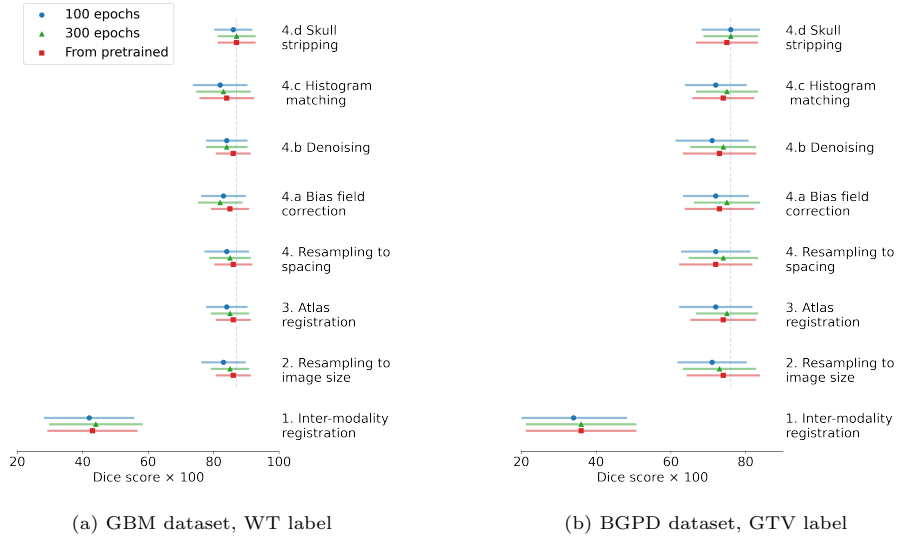 100 epochs
300 epochs
From pretrained
4.d Skull
stripping
4.c Histogram
matching
4.b Denoising
4.a Bias field
correction
4. Resampling to
spacing
3. Atlas
registration
2. Resampling to
image size
1. Inter-modality
registration
20 40 60 80 100
Dice score × 100
(a) GBM dataset, WT label
4.d Skull
stripping
4.c Histogram
matching
4.b Denoising
4.a Bias field
correction
4. Resampling to
spacing
3. Atlas
registration
2. Resampling to
image size
1. Inter-modality
registration
20 40 60 80
Dice score × 100
(b) BGPD dataset, GTV label